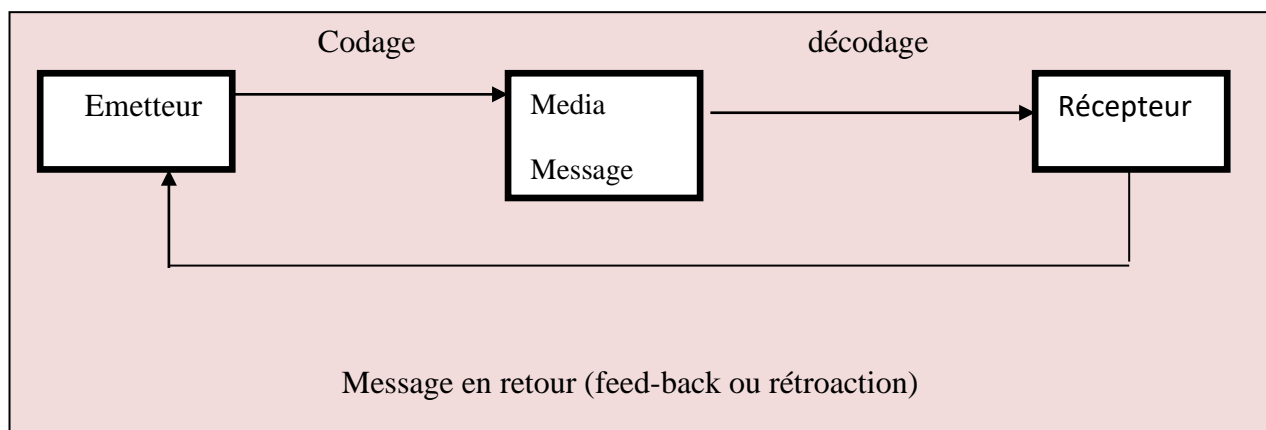 Codage décodage
Emetteur
Media
Message
Récepteur
Message en retour (feed-back ou rétroaction)